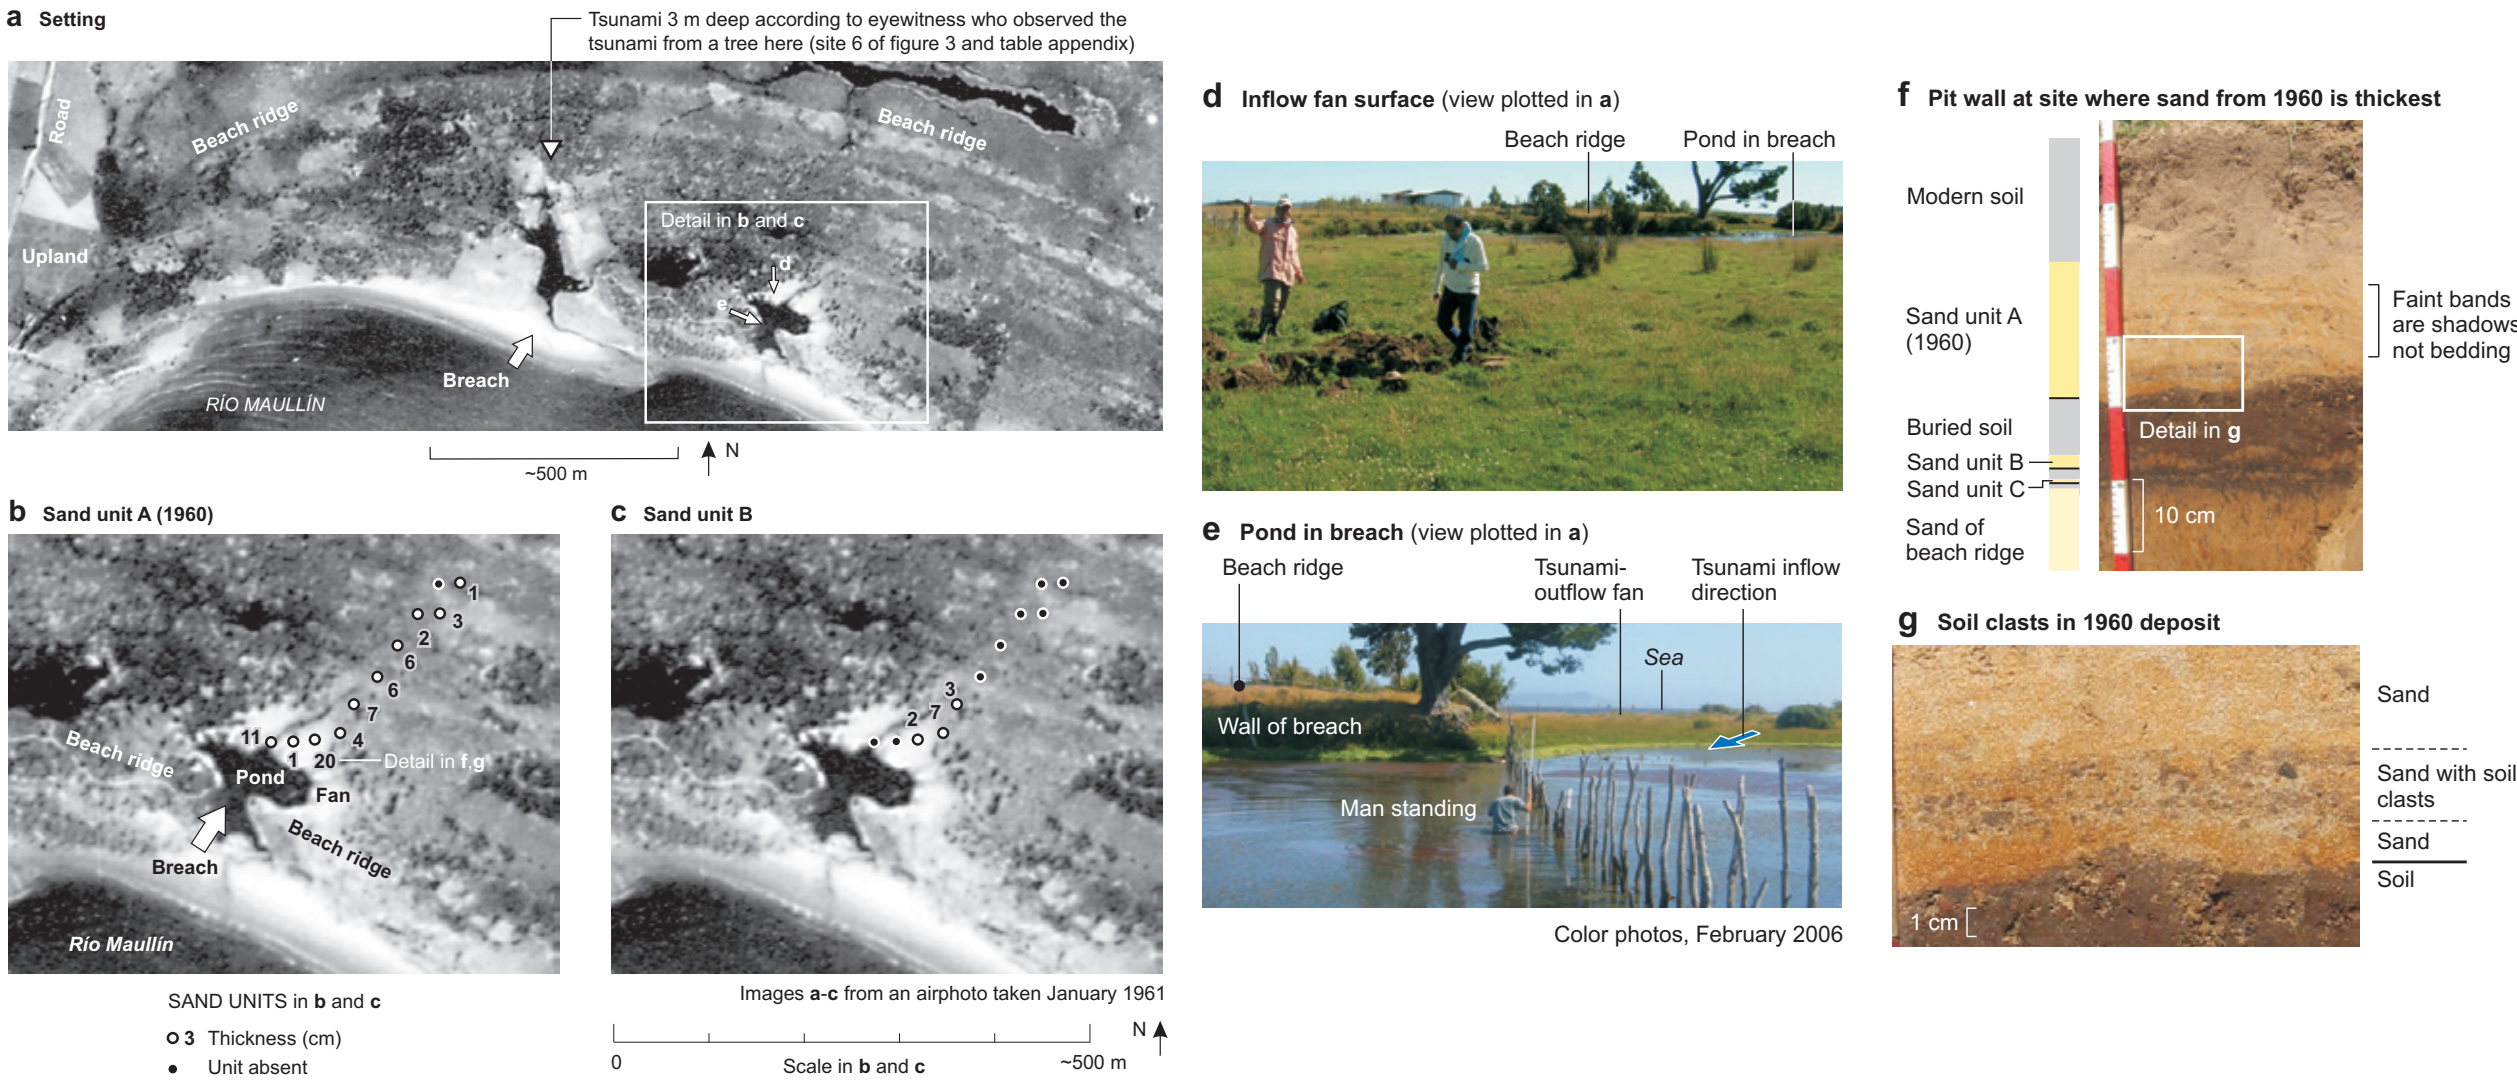 a Setting
Tsunami 3 m deep according to eyewitness who observed the
tsunami from a tree here (site 6 of figure 3 and table appendix)
Road
Beach ridge
Beach ridge
Upland
Detail in b and c
d
e
Breach
RÍO MAULLÍN
~500 m
N
b Sand unit A (1960)
1
3
2
6
6
7
4
11
1
20
Detail in f,g
Beach ridge
Pond
Fan
Beach ridge
Breach
Río Maullín
SAND UNITS in b and c
3 Thickness (cm)
Unit absent
c Sand unit B
3
2
7
Images a-c from an airphoto taken January 1961
N
0
Scale in b and c
~500 m
d Inflow fan surface (view plotted in a)
Beach ridge
Pond in breach
e Pond in breach (view plotted in a)
Beach ridge
Tsunami-
outflow fan
Tsunami inflow
direction
Sea
Wall of breach
Man standing
Color photos, February 2006
f Pit wall at site where sand from 1960 is thickest
Modern soil
Sand unit A
(1960)
Buried soil
Sand unit B
Sand unit C
Sand of
beach ridge
Faint bands
are shadows
not bedding
Detail in g
10 cm
g Soil clasts in 1960 deposit
Sand
Sand with soil
clasts
Sand
Soil
1 cm